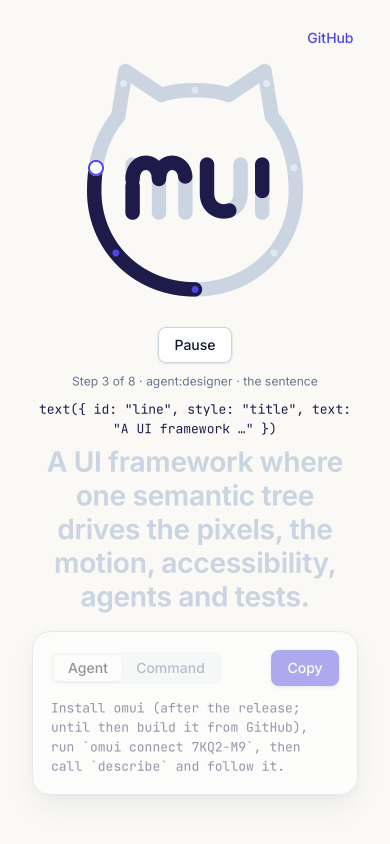 GitHub
mui
Pause
Step 3 of 8 · agent:designer · the sentence
text({ id: "line", style: "title", text:
"A UI framework …" })
A UI framework where
one semantic tree
drives the pixels, the
motion, accessibility,
agents and tests.
Agent Command Copy
Install omui (after the release;
until then build it from GitHub),
run `omui connect 7KQ2-M9`, then
call `describe` and follow it.